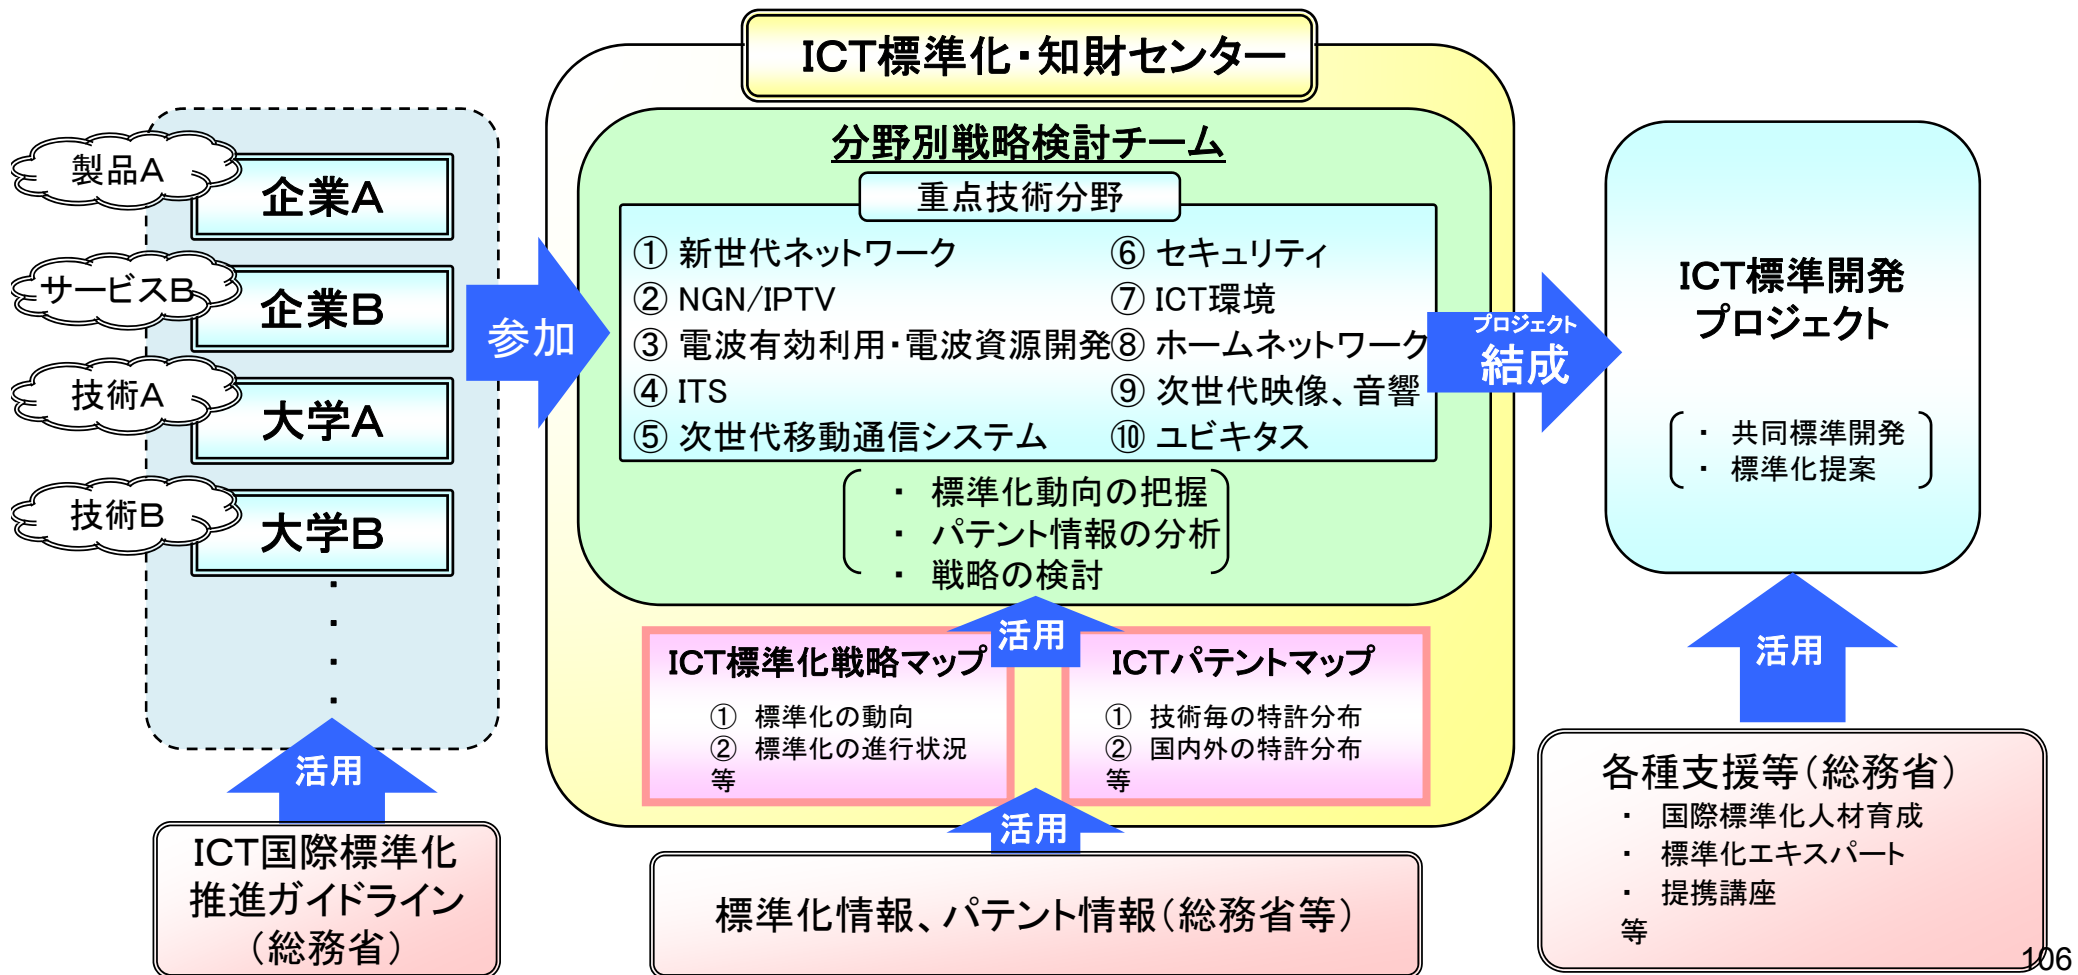 ICT標準化・知財センター
製品A
企業A
サービスB
企業B
技術A
大学A
技術B
大学B
・
・
・
・
参加
分野別戦略検討チーム
重点技術分野
① 新世代ネットワーク
② NGN/IPTV
③ 電波有効利用・電波資源開発
④ ITS
⑤ 次世代移動通信システム
⑥ セキュリティ
⑦ ICT環境
⑧ ホームネットワーク
⑨ 次世代映像、音響
⑩ ユビキタス
・ 標準化動向の把握
・ パテント情報の分析
・ 戦略の検討
プロジェクト
結成
ICT標準開発
プロジェクト
・ 共同標準開発
・ 標準化提案
活用
ICT標準化戦略マップ
① 標準化の動向
② 標準化の進行状況
等
ICTパテントマップ
① 技術毎の特許分布
② 国内外の特許分布
等
活用
活用
活用
ICT国際標準化
推進ガイドライン
（総務省）
標準化情報、パテント情報（総務省等）
各種支援等（総務省）
・ 国際標準化人材育成
・ 標準化エキスパート
・ 提携講座
等
106